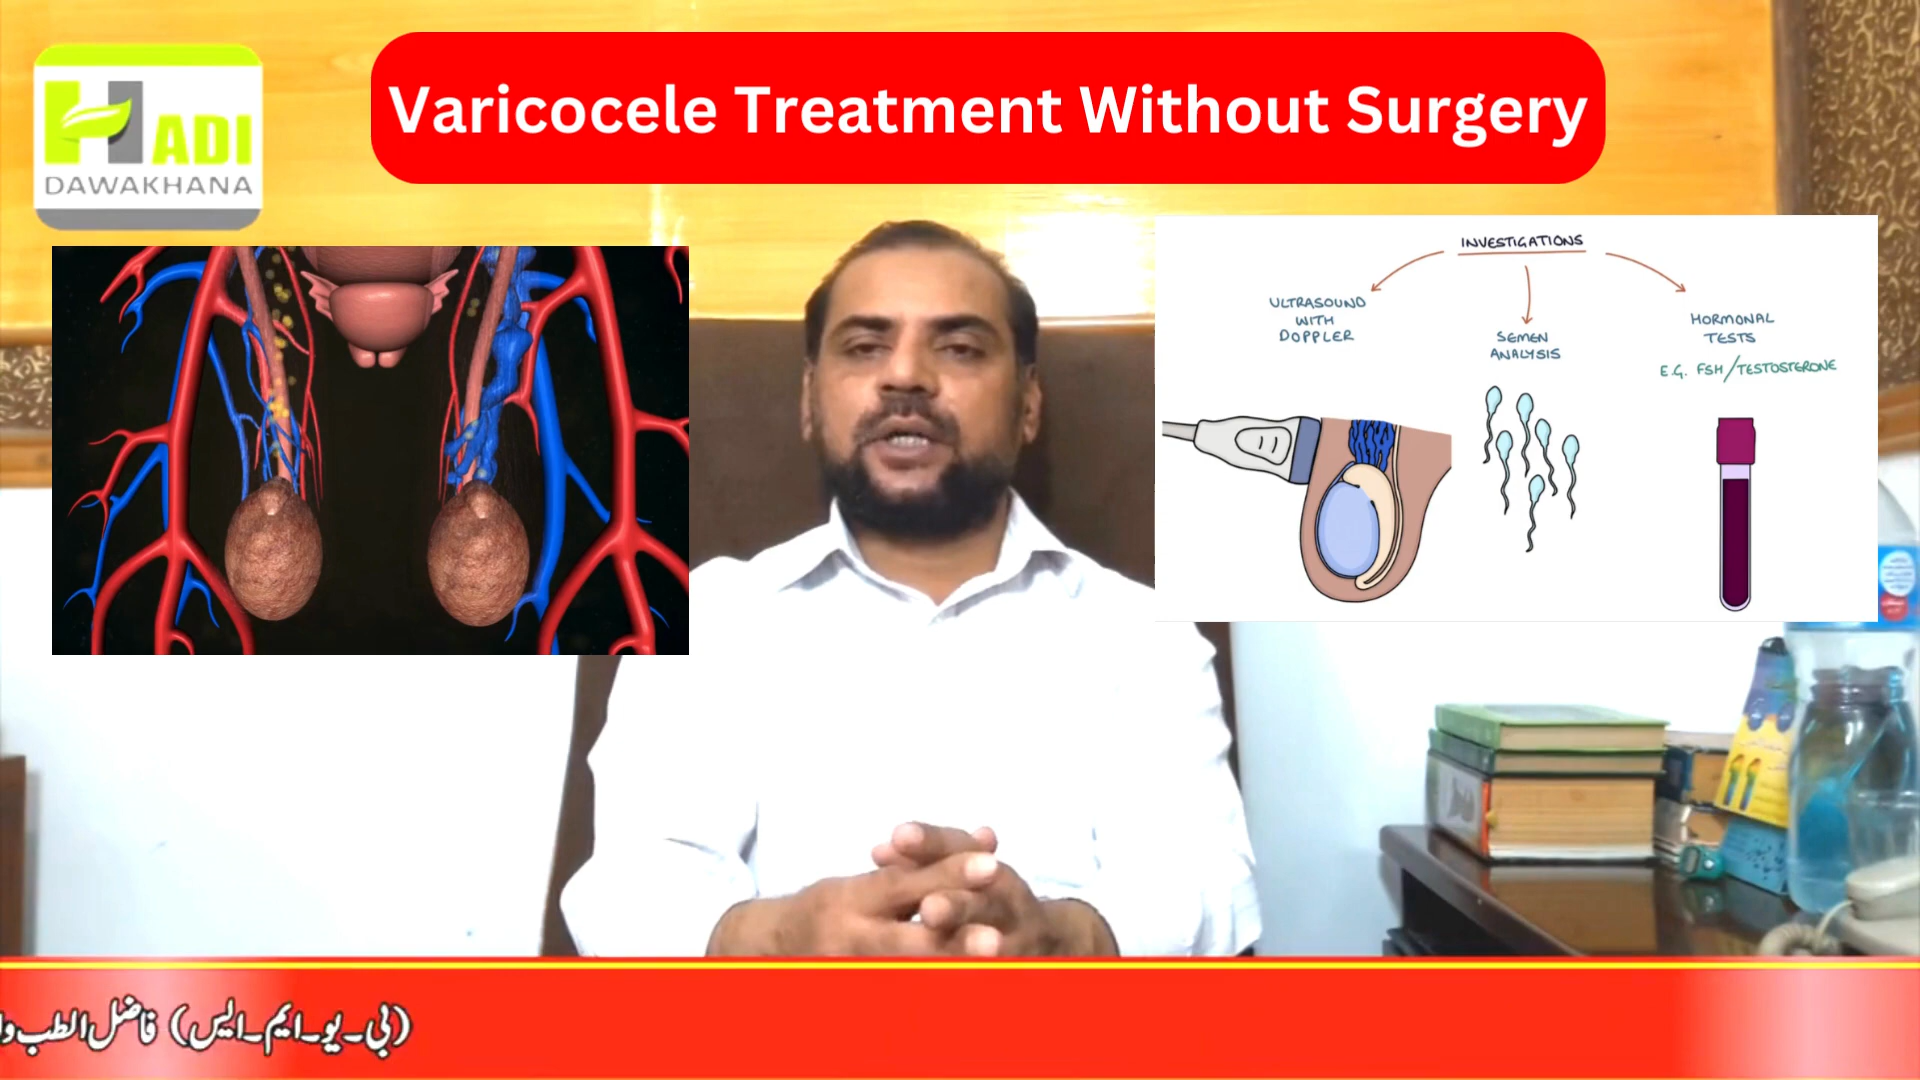 HADI
DAWAKHANA
Varicocele Treatment Without Surgery
INVESTIGATIONS
ULTRASOUND
WITH
DOPPLER
SEMEN
ANALYSIS
HORMONAL
TESTS
E.G. FSH/TESTOSTERONE
(بی۔یو۔ایم۔ایس) فاضل الطب